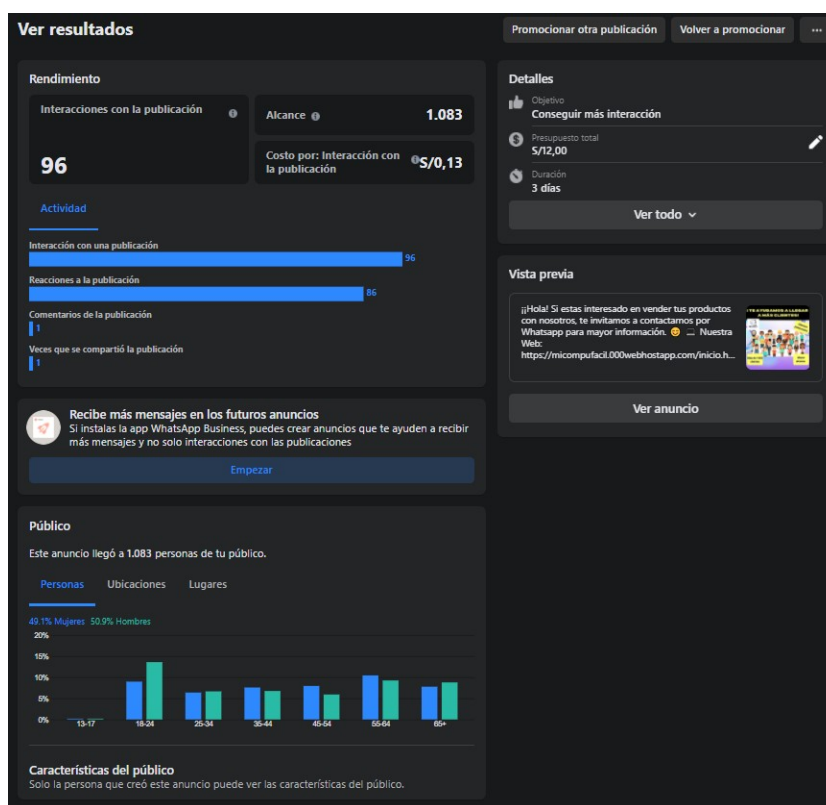 Ver resultados
Promocionar otra publicación
Volver a promocionar
...
Rendimiento
Interacciones con la publicación
96
Alcance
1.083
Costo por: Interacción con
la publicación
S/0,13
Actividad
Interacción con una publicación
96
Reacciones a la publicación
86
Comentarios de la publicación
1
Veces que se compartió la publicación
1
Recibe más mensajes en los futuros anuncios
Si instalas la app WhatsApp Business, puedes crear anuncios que te ayuden a recibir
más mensajes y no solo interacciones con las publicaciones
Empezar
Público
Este anuncio llegó a 1.083 personas de tu público.
Personas
Ubicaciones
Lugares
49.1% Mujeres 50.9% Hombres
20%
15%
10%
5%
0%
13-17
18-24
25-34
35-44
45-54
55-64
65+
Características del público
Solo la persona que creó este anuncio puede ver las características del público.
Detalles
Objetivo
Conseguir más interacción
Presupuesto total
S/12,00
Duración
3 días
Ver todo
Vista previa
¡¡Hola! Si estas interesado en vender tus productos
con nosotros, te invitamos a contactarnos por
Whatsapp para mayor información. 😊 💻 Nuestra
Web:
https://micompufacil.000webhostapp.com/inicio.h...
TE AYUDAMOS A LLEGAR
A MÁS CLIENTES!
Ver anuncio